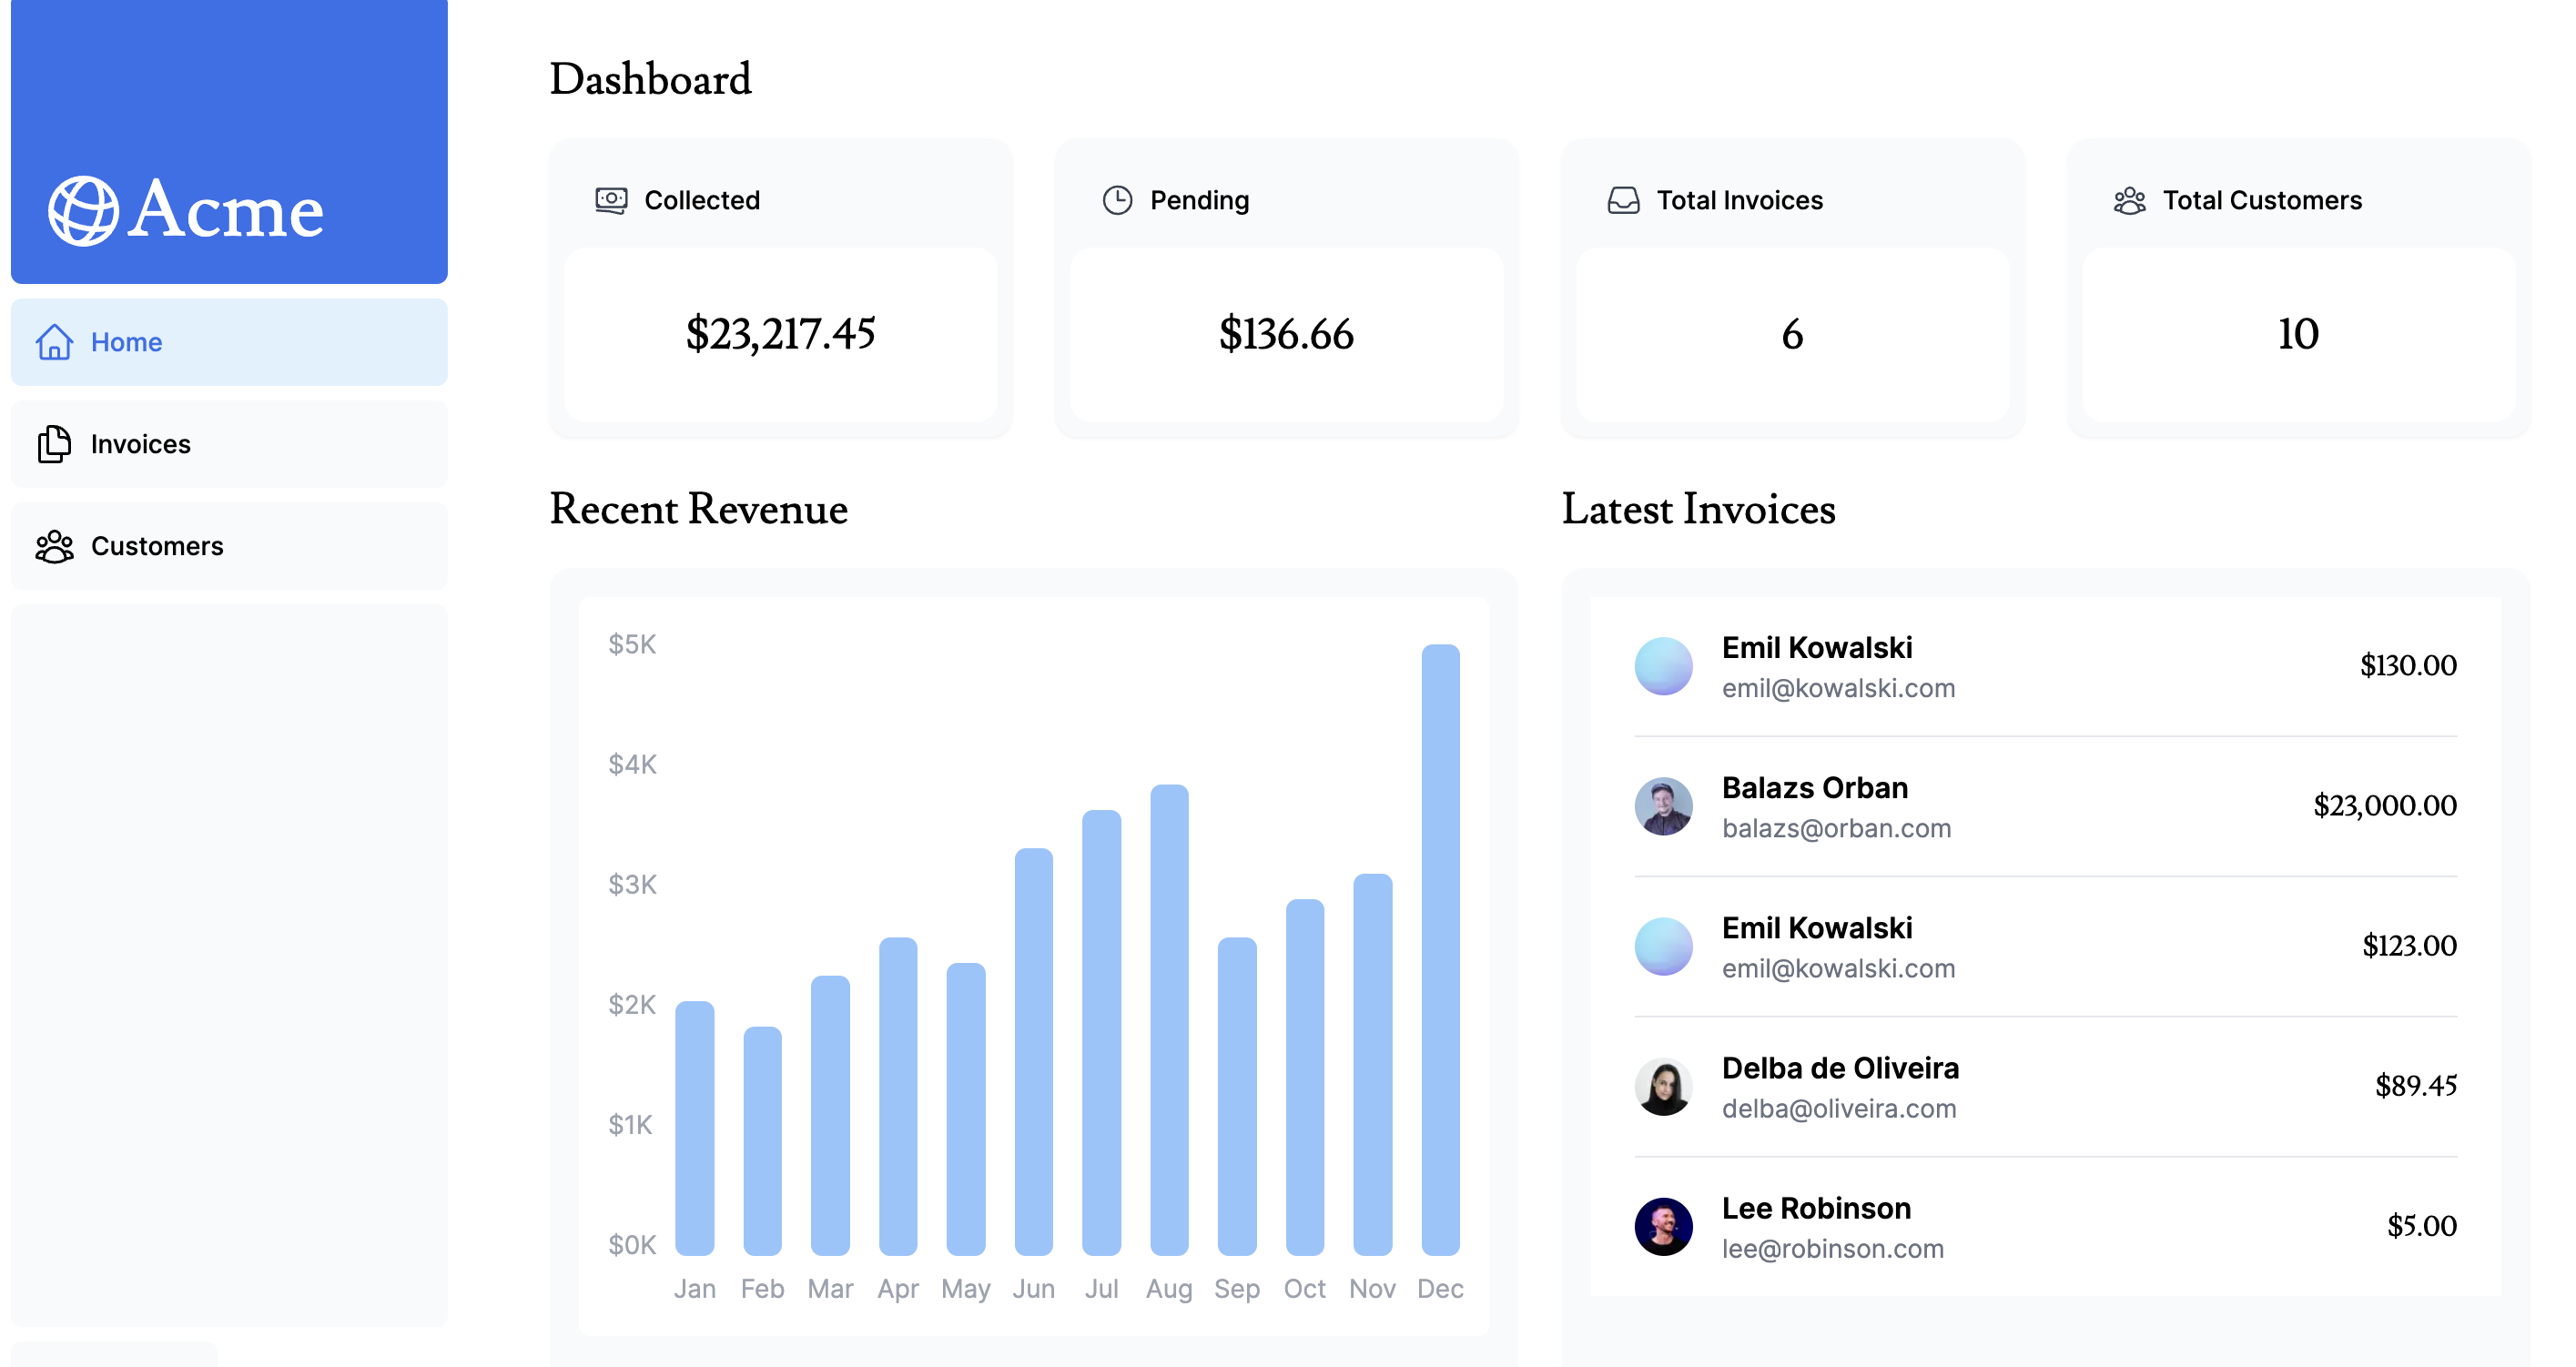 Acme
Home
Invoices
Customers
Dashboard
Collected
$23,217.45
Pending
$136.66
Total Invoices
6
Total Customers
10
Recent Revenue
$5K
$4K
$3K
$2K
$1K
$0K
Jan Feb Mar Apr May Jun Jul Aug Sep Oct Nov Dec
Latest Invoices
Emil Kowalski
emil@kowalski.com
$130.00
Balazs Orban
balazs@orban.com
$23,000.00
Emil Kowalski
emil@kowalski.com
$123.00
Delba de Oliveira
delba@oliveira.com
$89.45
Lee Robinson
lee@robinson.com
$5.00